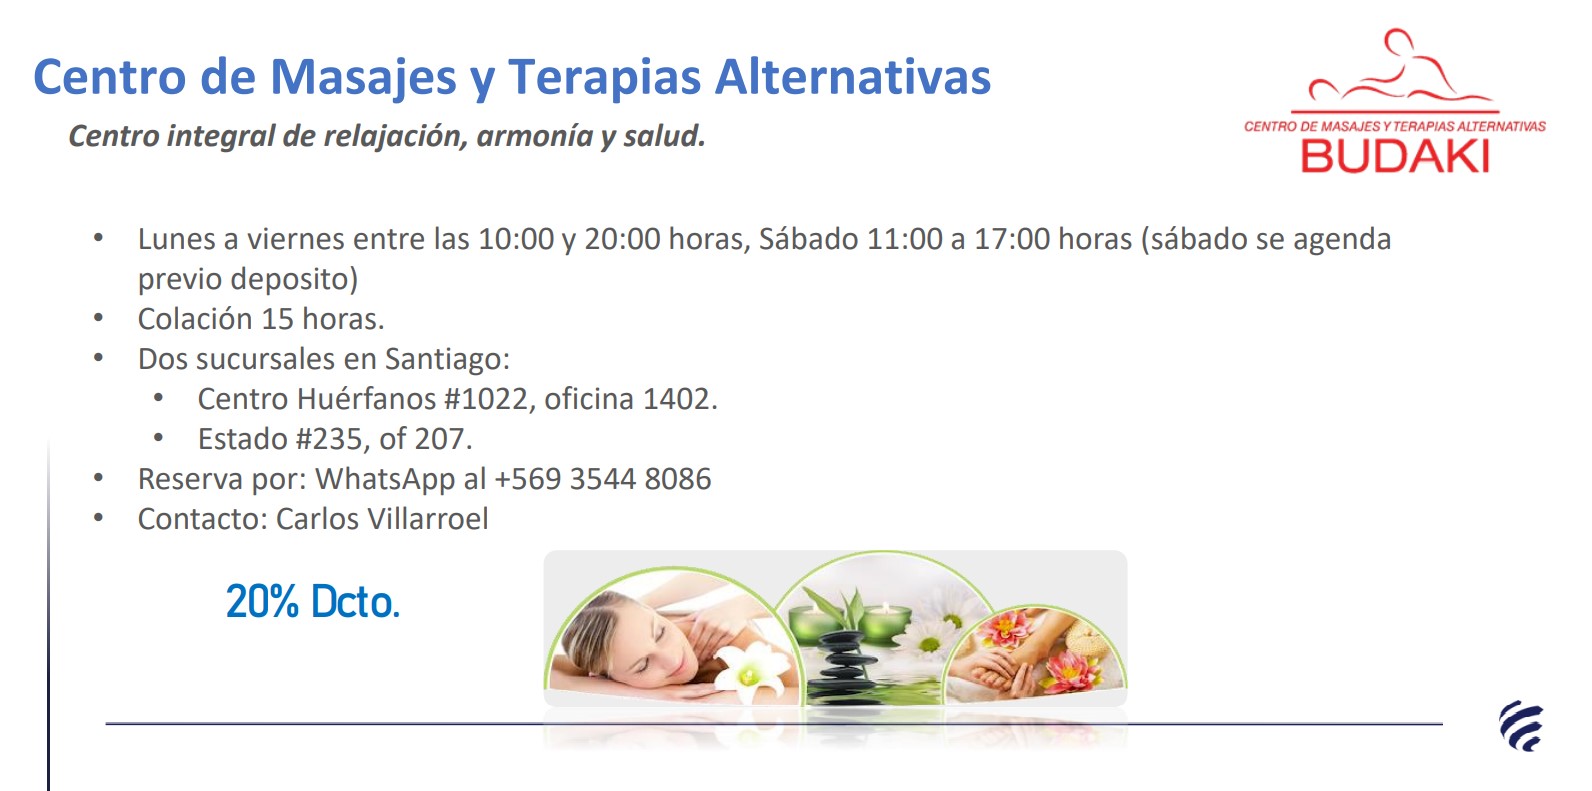 Centro de Masajes y Terapias Alternativas
Centro integral de relajación, armonía y salud.
CENTRO DE MASAJES Y TERAPIAS ALTERNATIVAS
BUDAKI
• Lunes a viernes entre las 10:00 y 20:00 horas, Sábado 11:00 a 17:00 horas (sábado se agenda
previo deposito)
• Colación 15 horas.
• Dos sucursales en Santiago:
• Centro Huérfanos #1022, oficina 1402.
• Estado #235, of 207.
• Reserva por: WhatsApp al +569 3544 8086
• Contacto: Carlos Villarroel
20% Dcto.